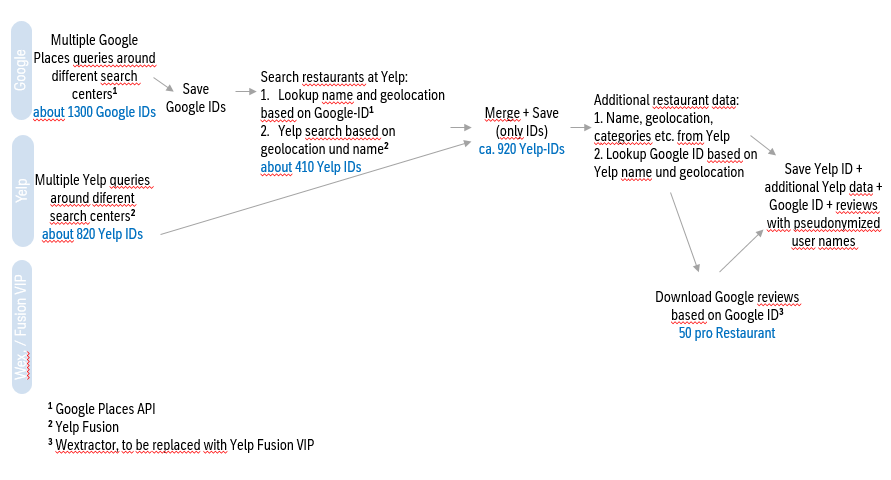 Google
Multiple Google
Places queries around
different search
centers¹
about 1300 Google IDs
Save
Google IDs
Search restaurants at Yelp:
1. Lookup name and geolocation
based on Google-ID¹
2. Yelp search based on
geolocation und name²
about 410 Yelp IDs
Merge + Save
(only IDs)
ca. 920 Yelp-IDs
Additional restaurant data:
1. Name, geolocation,
categories etc. from Yelp
2. Lookup Google ID based on
Yelp name und geolocation
Save Yelp ID +
additional Yelp data +
Google ID + reviews
with pseudonymized
user names
Yelp
Multiple Yelp queries
around diferent
search centers²
about 820 Yelp IDs
Wex. / Fusion VIP
Download Google reviews
based on Google ID³
50 pro Restaurant
¹ Google Places API
² Yelp Fusion
³ Wextractor, to be replaced with Yelp Fusion VIP